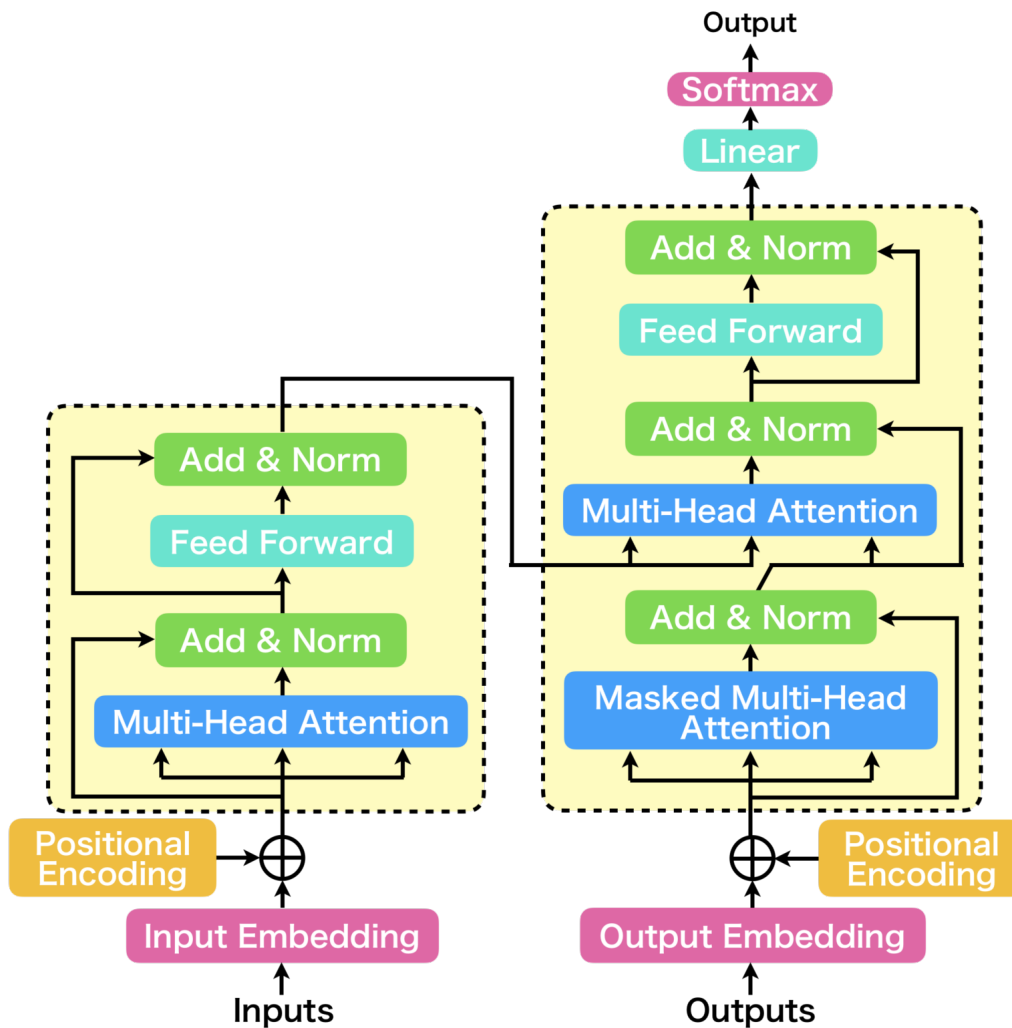 Output
Softmax
Linear
Add & Norm
Feed Forward
Add & Norm
Multi-Head Attention
Add & Norm
Masked Multi-Head
Attention
Positional
Encoding
Output Embedding
Outputs
Add & Norm
Feed Forward
Add & Norm
Multi-Head Attention
Positional
Encoding
Input Embedding
Inputs